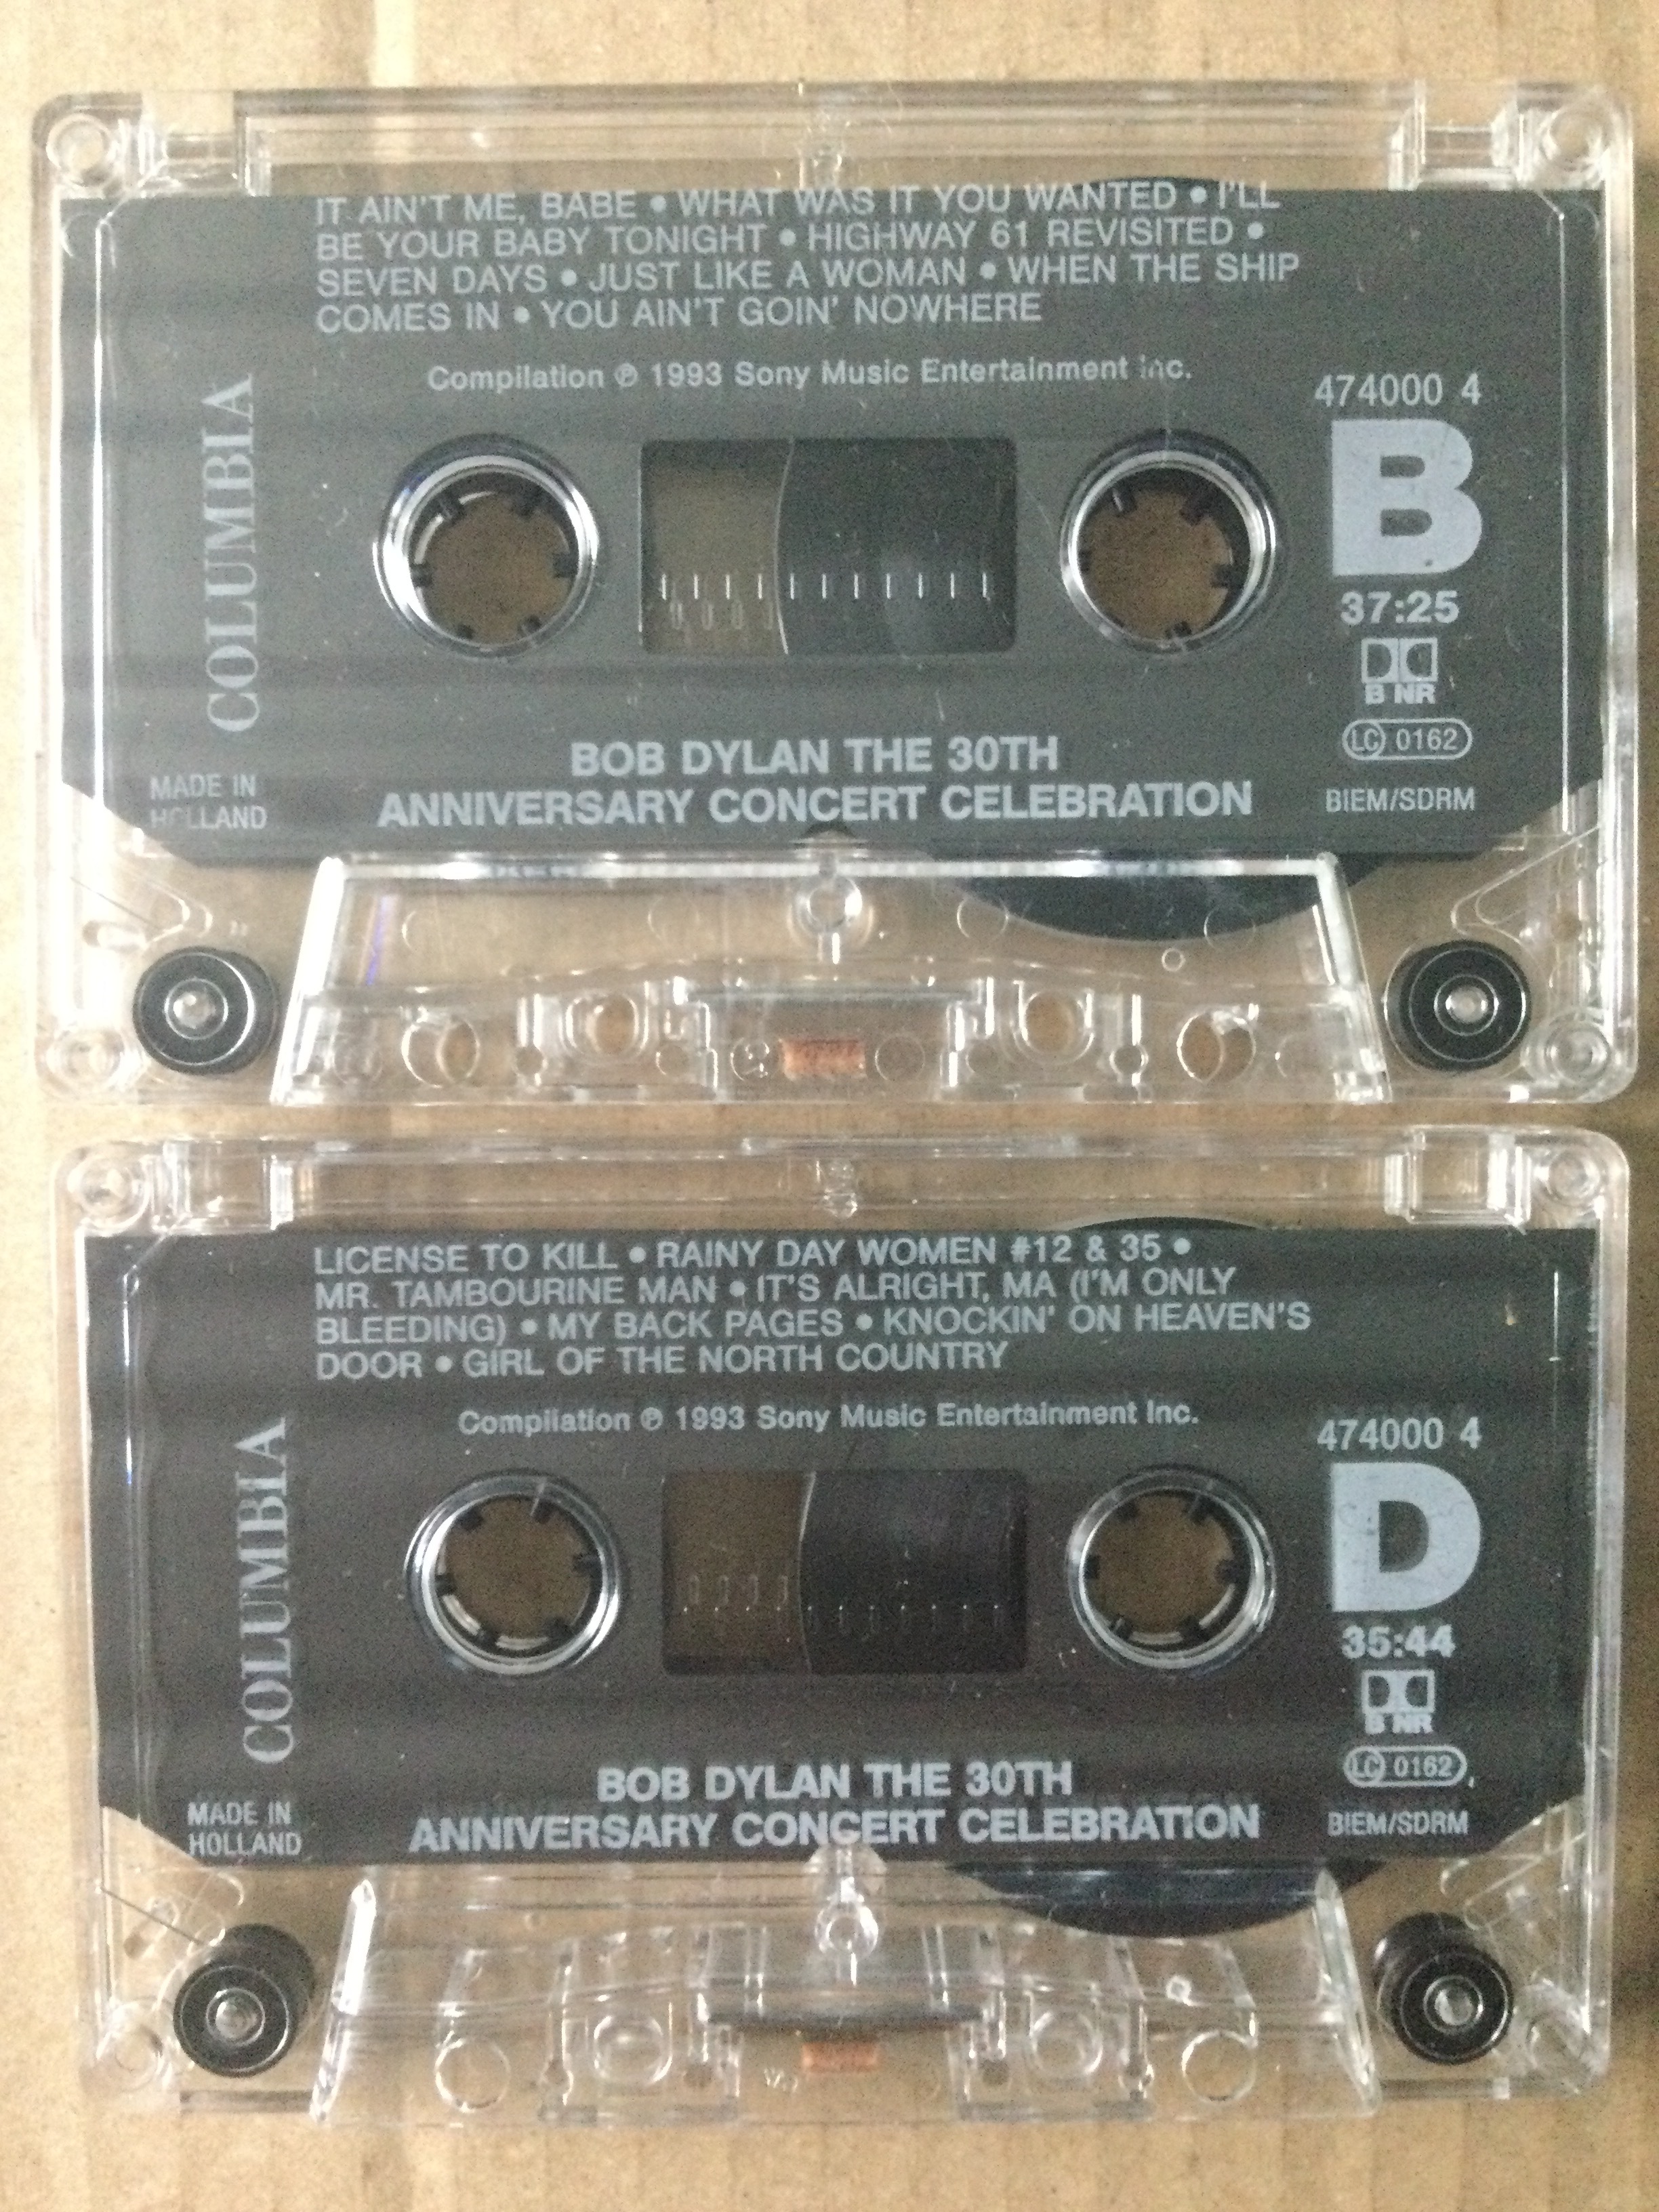 IT AIN'T ME, BABE • WHAT WAS IT YOU WANTED • I'LL
BE YOUR BABY TONIGHT • HIGHWAY 61 REVISITED •
SEVEN DAYS • JUST LIKE A WOMAN • WHEN THE SHIP
COMES IN • YOU AIN'T GOIN' NOWHERE
Compilation ℗ 1993 Sony Music Entertainment Inc.
474000 4
B
37:25
B NR
LC 0162
BIEM/SDRM
COLUMBIA
MADE IN
HOLLAND
BOB DYLAN THE 30TH
ANNIVERSARY CONCERT CELEBRATION
LICENSE TO KILL • RAINY DAY WOMEN #12 & 35 •
MR. TAMBOURINE MAN • IT'S ALRIGHT, MA (I'M ONLY
BLEEDING) • MY BACK PAGES • KNOCKIN' ON HEAVEN'S
DOOR • GIRL OF THE NORTH COUNTRY
Compilation ℗ 1993 Sony Music Entertainment Inc.
474000 4
D
35:44
B NR
LC 0162
BIEM/SDRM
COLUMBIA
MADE IN
HOLLAND
BOB DYLAN THE 30TH
ANNIVERSARY CONCERT CELEBRATION